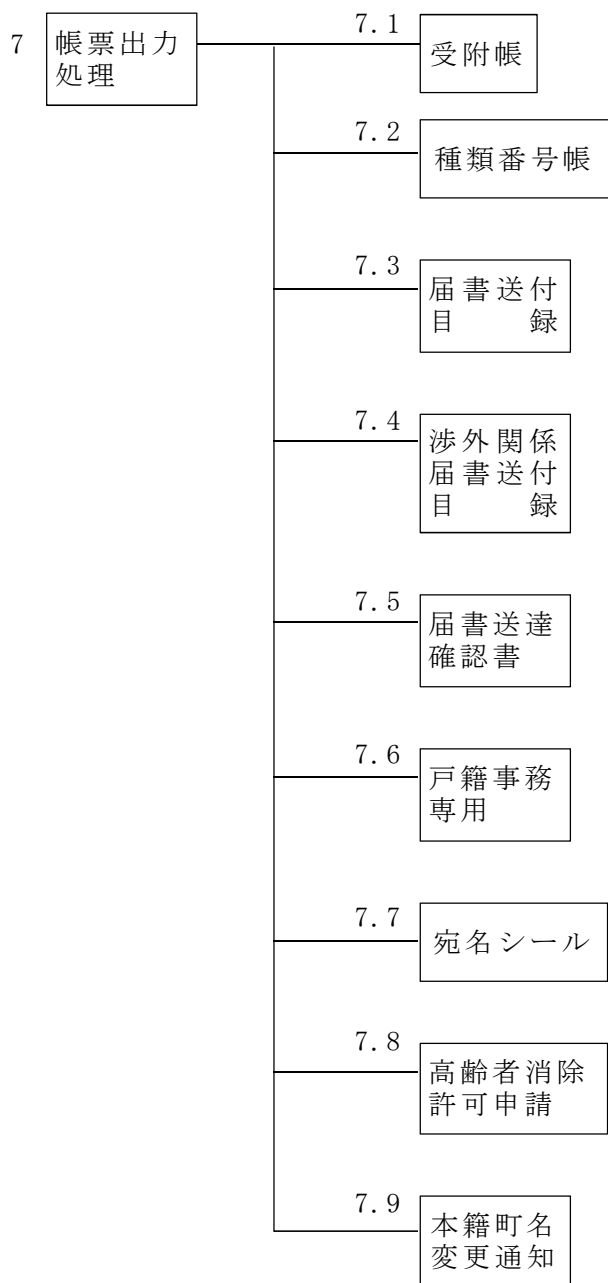 7 帳票出力
処理
7.1
受附帳
7.2
種類番号帳
7.3
届書送付
目　　録
7.4
渉外関係
届書送付
目　　録
7.5
届書送達
確認書
7.6
戸籍事務
専用
7.7
宛名シール
7.8
高齢者消除
許可申請
7.9
本籍町名
変更通知